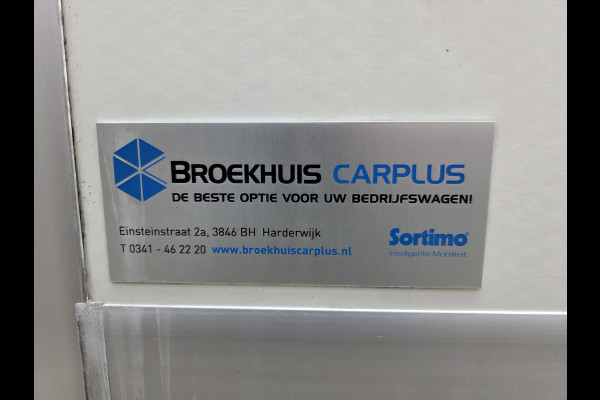 BROEKHUIS CARPLUS
DE BESTE OPTIE VOOR UW BEDRIJFSWAGEN!
Einsteinstraat 2a, 3846 BH Harderwijk
T 0341 - 46 22 20 www.broekhuiscarplus.nl
Sortimo®
Intelligente Mobiliteit